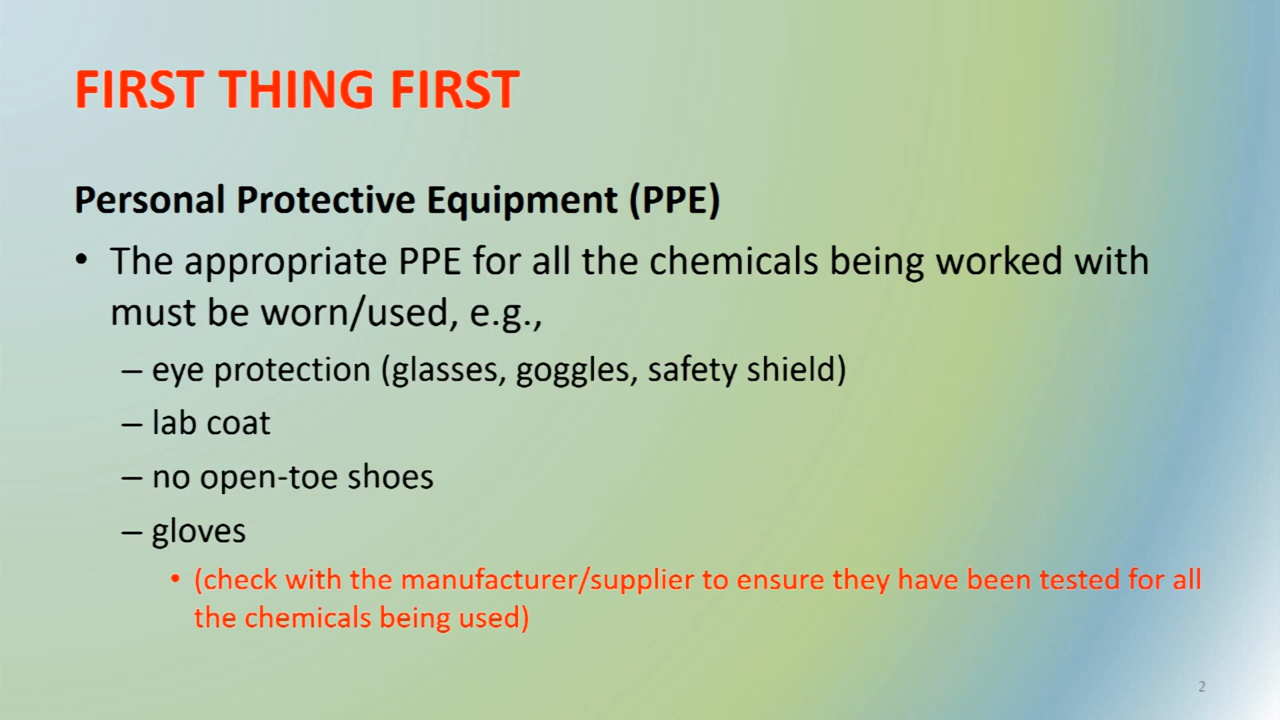 FIRST THING FIRST
Personal Protective Equipment (PPE)
• The appropriate PPE for all the chemicals being worked with
must be worn/used, e.g.,
– eye protection (glasses, goggles, safety shield)
– lab coat
– no open-toe shoes
– gloves
• (check with the manufacturer/supplier to ensure they have been tested for all
the chemicals being used)
2